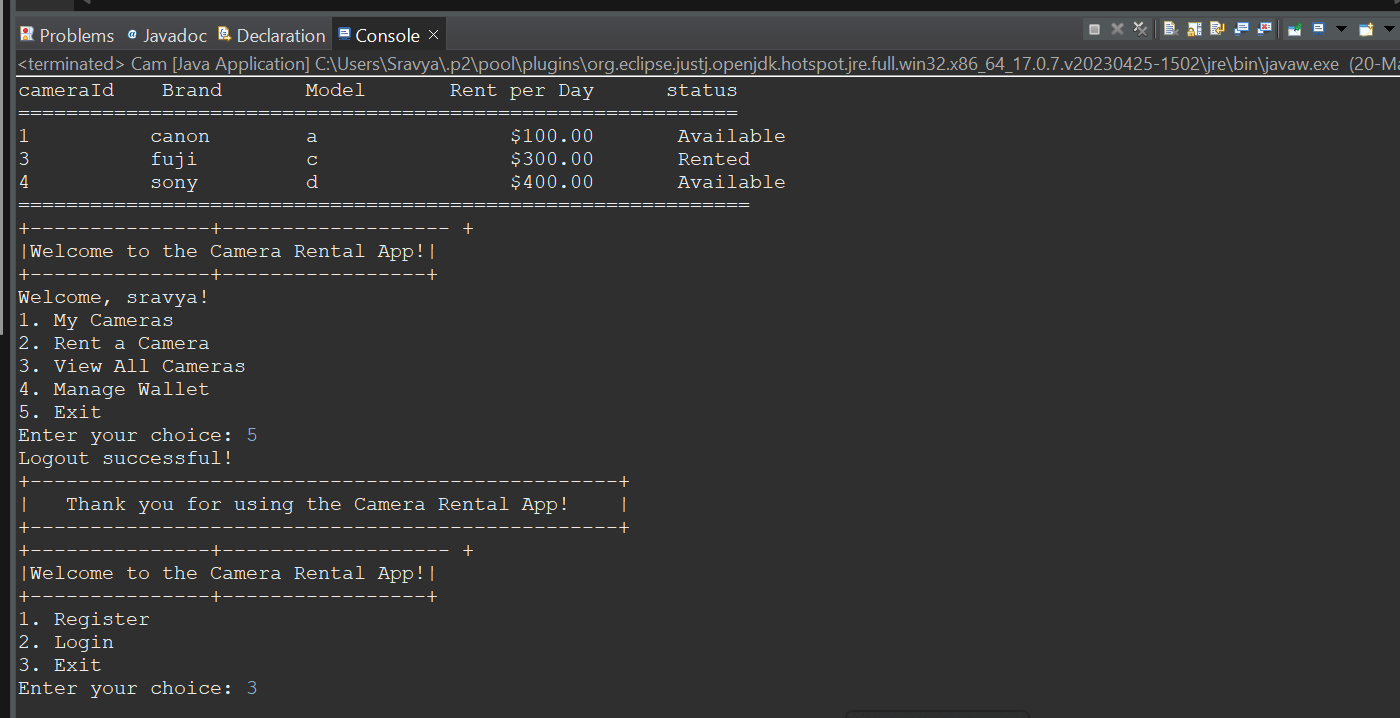 Problems Javadoc Declaration Console
<terminated> Cam [Java Application] C:\Users\Sravya\.p2\pool\plugins\org.eclipse.justj.openjdk.hotspot.jre.full.win32.x86_64_17.0.7.v20230425-1502\jre\bin\javaw.exe (20-Ma
cameraId    Brand       Model       Rent per Day      status
============================================================
1          canon        a                $100.00       Available
3          fuji         c                $300.00       Rented
4          sony         d                $400.00       Available
=============================================================
+---------------+------------------- +
|Welcome to the Camera Rental App!|
+---------------+-----------------+
Welcome, sravya!
1. My Cameras
2. Rent a Camera
3. View All Cameras
4. Manage Wallet
5. Exit
Enter your choice: 5
Logout successful!
+-------------------------------------------------+
|   Thank you for using the Camera Rental App!    |
+-------------------------------------------------+
+---------------+------------------- +
|Welcome to the Camera Rental App!|
+---------------+-----------------+
1. Register
2. Login
3. Exit
Enter your choice: 3